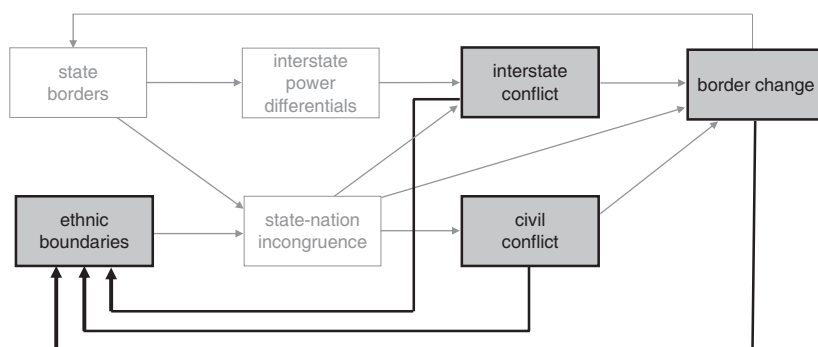 state
borders
interstate
power
differentials
interstate
conflict
border change
ethnic
boundaries
state-nation
incongruence
civil
conflict